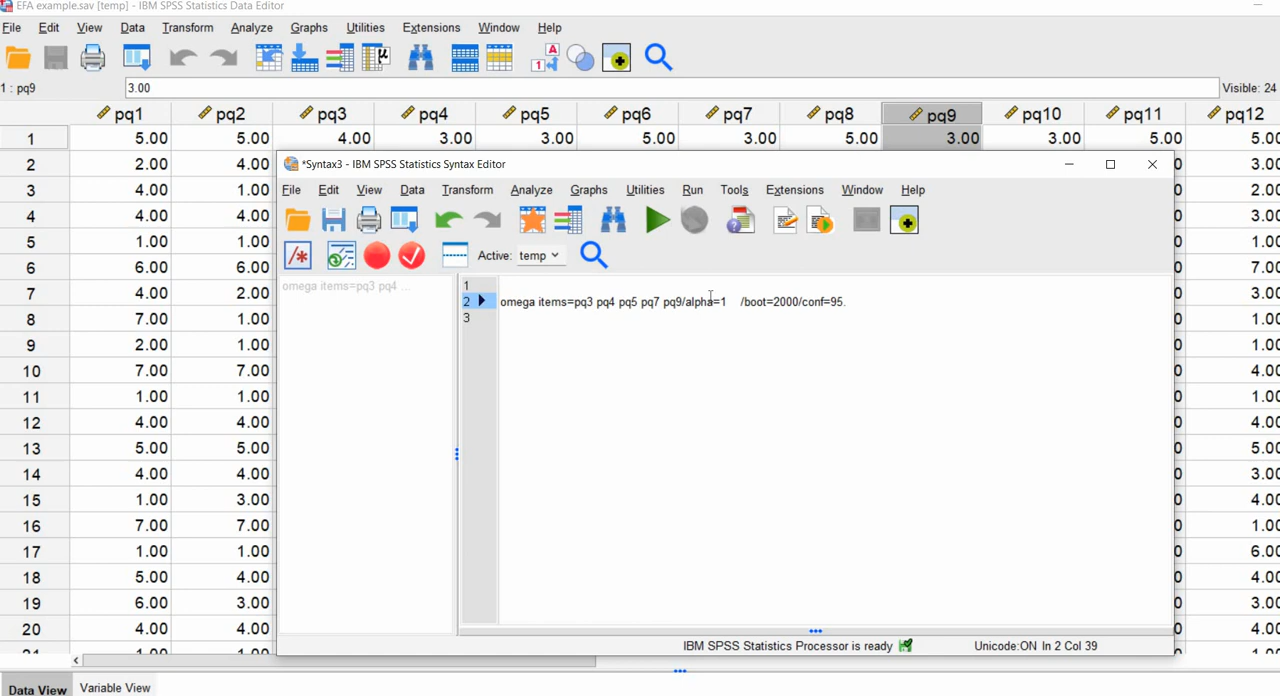 EFA example.sav [temp] - IBM SPSS Statistics Data Editor
File Edit View Data Transform Analyze Graphs Utilities Extensions Window Help
1 : pq9 3.00 Visible: 24
pq1 pq2 pq3 pq4 pq5 pq6 pq7 pq8 pq9 pq10 pq11 pq12
1 5.00 5.00 4.00 3.00 3.00 5.00 3.00 5.00 3.00 3.00 5.00 5.00
*Syntax3 - IBM SPSS Statistics Syntax Editor
File Edit View Data Transform Analyze Graphs Utilities Run Tools Extensions Window Help
Active: temp
omega items=pq3 pq4 ...
1
2 omega items=pq3 pq4 pq5 pq7 pq9/alpha=1 /boot=2000/conf=95.
3
IBM SPSS Statistics Processor is ready Unicode:ON In 2 Col 39
2 2.00 4.00 3.00
3 4.00 1.00 2.00
4 4.00 4.00 3.00
5 1.00 1.00 1.00
6 6.00 6.00 7.00
7 4.00 2.00 3.00
8 7.00 1.00 1.00
9 2.00 1.00 1.00
10 7.00 7.00 4.00
11 1.00 1.00 1.00
12 4.00 4.00 4.00
13 5.00 5.00 5.00
14 4.00 4.00 3.00
15 1.00 3.00 4.00
16 7.00 7.00 1.00
17 1.00 1.00 6.00
18 5.00 4.00 4.00
19 6.00 3.00 3.00
20 4.00 4.00 4.00
Data View Variable View